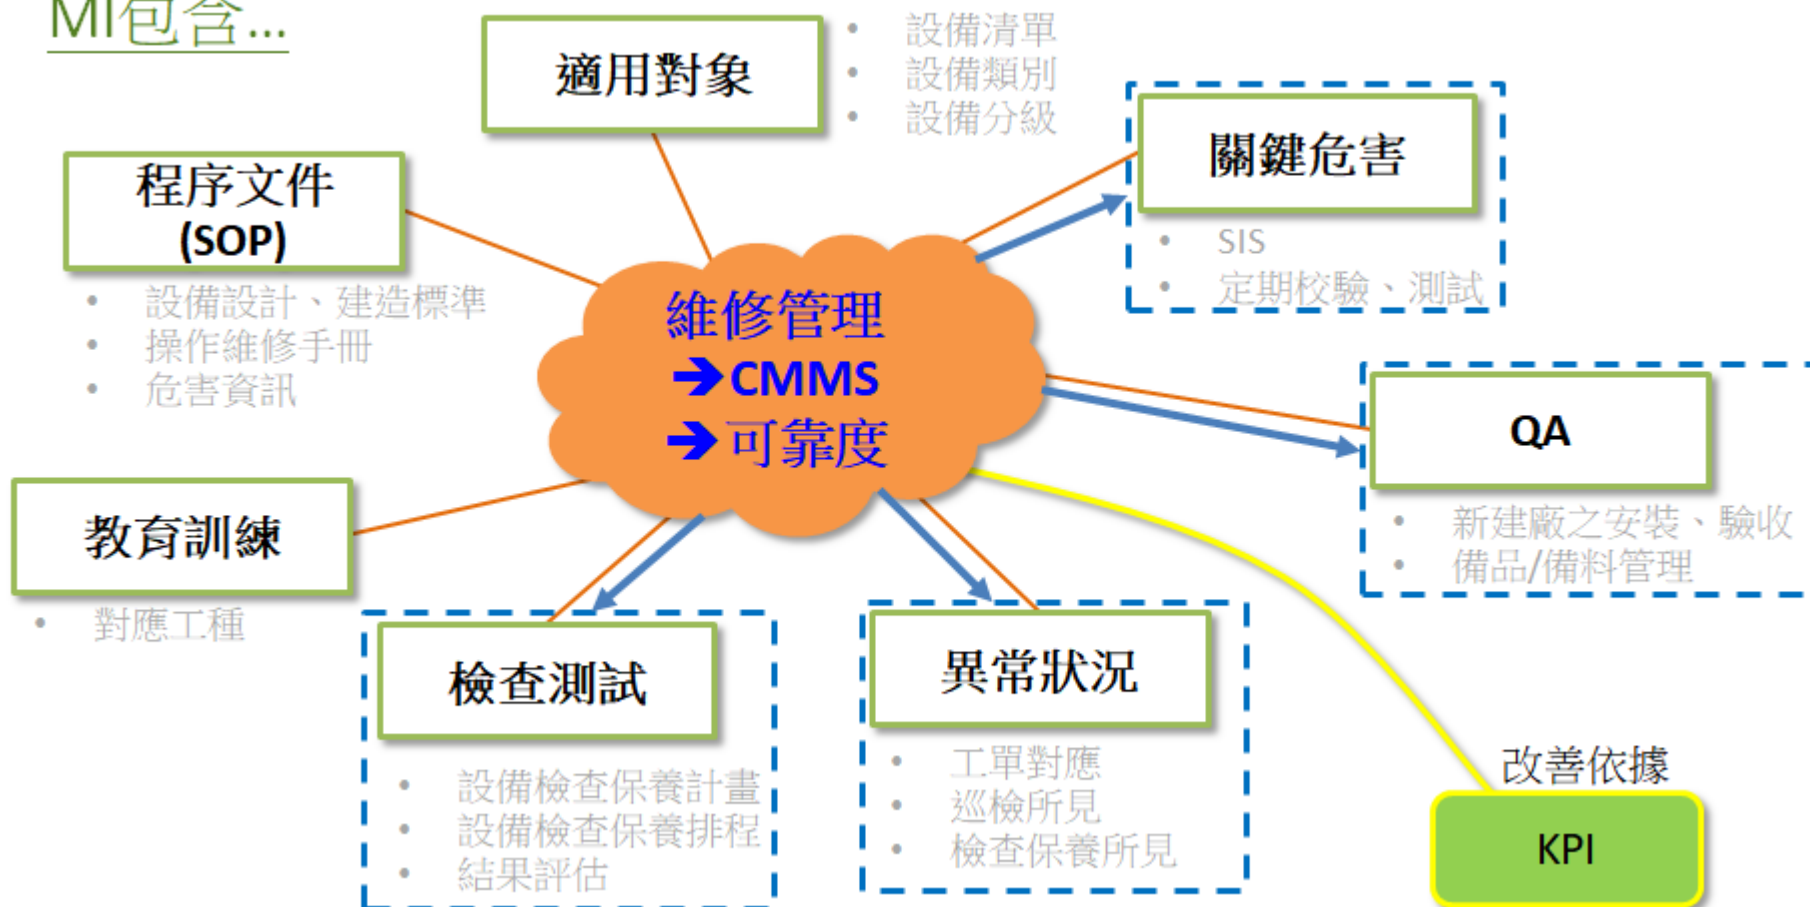 MI包含...
適用對象
• 設備清單
• 設備類別
• 設備分級
關鍵危害
• SIS
• 定期校驗、測試
程序文件
(SOP)
• 設備設計、建造標準
• 操作維修手冊
• 危害資訊
維修管理
➔CMMS
➔可靠度
QA
• 新建廠之安裝、驗收
• 備品/備料管理
教育訓練
• 對應工種
檢查測試
• 設備檢查保養計畫
• 設備檢查保養排程
• 結果評估
異常狀況
• 工單對應
• 巡檢所見
• 檢查保養所見
改善依據
KPI